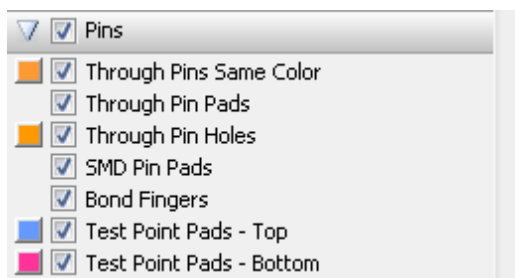 Pins
Through Pins Same Color
Through Pin Pads
Through Pin Holes
SMD Pin Pads
Bond Fingers
Test Point Pads - Top
Test Point Pads - Bottom